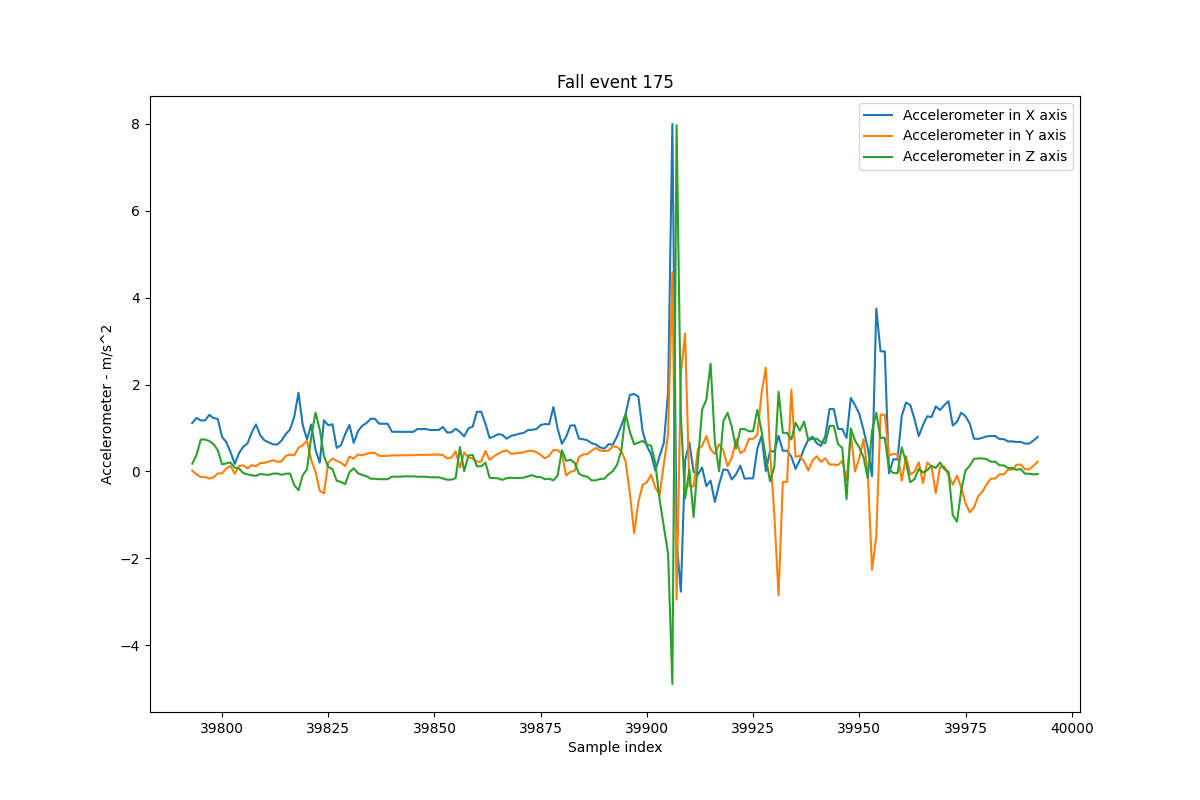 Fall event 175
Accelerometer in X axis
Accelerometer in Y axis
Accelerometer in Z axis
Accelerometer - m/s^2
8
6
4
2
0
−2
−4
39800 39825 39850 39875 39900 39925 39950 39975 40000
Sample index